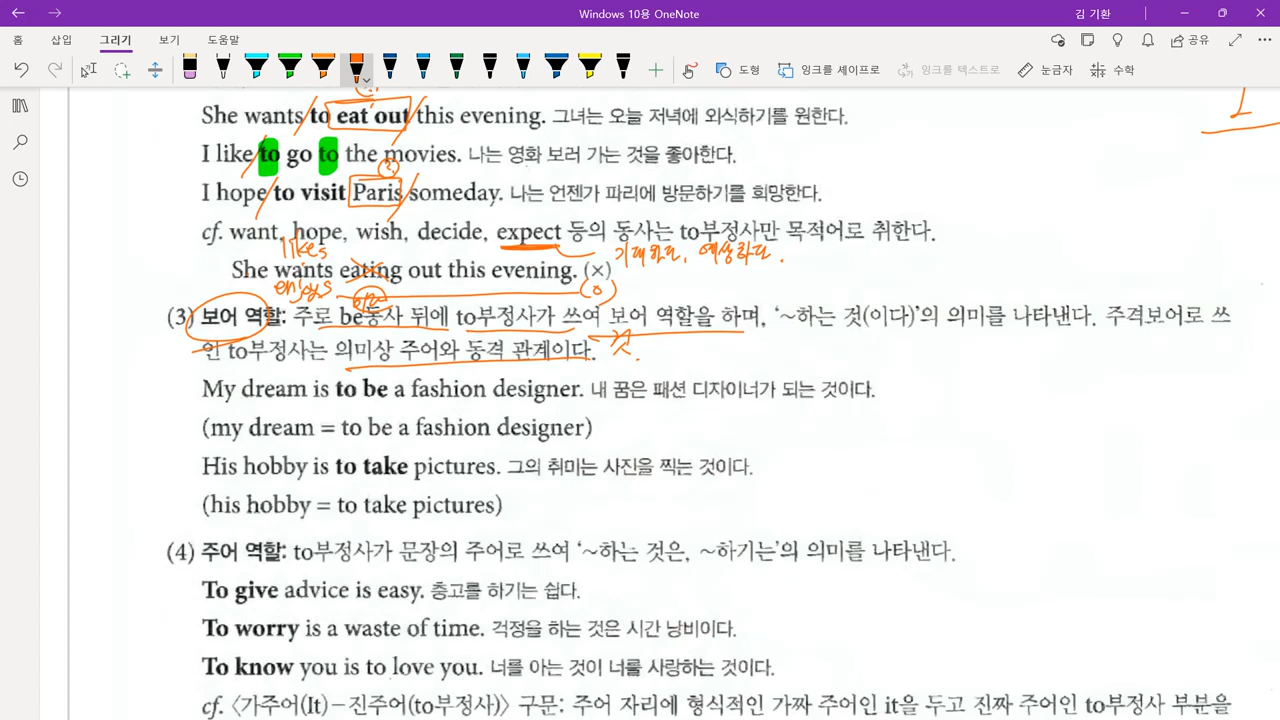 Windows 10용 OneNote
김 기환
홈 삽입 그리기 보기 도움말
공유
도형 잉크를 셰이프로 잉크를 텍스트로 눈금자 수학
She wants to eat out this evening. 그녀는 오늘 저녁에 외식하기를 원한다.
I like to go to the movies. 나는 영화 보러 가는 것을 좋아한다.
I hope to visit Paris someday. 나는 언젠가 파리에 방문하기를 희망한다.
cf. want, hope, wish, decide, expect 등의 동사는 to부정사만 목적어로 취한다.
likes
기대하다, 예상하다.
She wants eating out this evening. (×)
enjoys
(o)
(3) 보어 역할: 주로 be동사 뒤에 to부정사가 쓰여 보어 역할을 하며, ‘~하는 것(이다)’의 의미를 나타낸다. 주격보어로 쓰
인 to부정사는 의미상 주어와 동격 관계이다.
My dream is to be a fashion designer. 내 꿈은 패션 디자이너가 되는 것이다.
(my dream = to be a fashion designer)
His hobby is to take pictures. 그의 취미는 사진을 찍는 것이다.
(his hobby = to take pictures)
(4) 주어 역할: to부정사가 문장의 주어로 쓰여 ‘~하는 것은, ~하기는’의 의미를 나타낸다.
To give advice is easy. 충고를 하기는 쉽다.
To worry is a waste of time. 걱정을 하는 것은 시간 낭비이다.
To know you is to love you. 너를 아는 것이 너를 사랑하는 것이다.
cf. 〈가주어(It)-진주어(to부정사)〉 구문: 주어 자리에 형식적인 가짜 주어인 it을 두고 진짜 주어인 to부정사 부분을